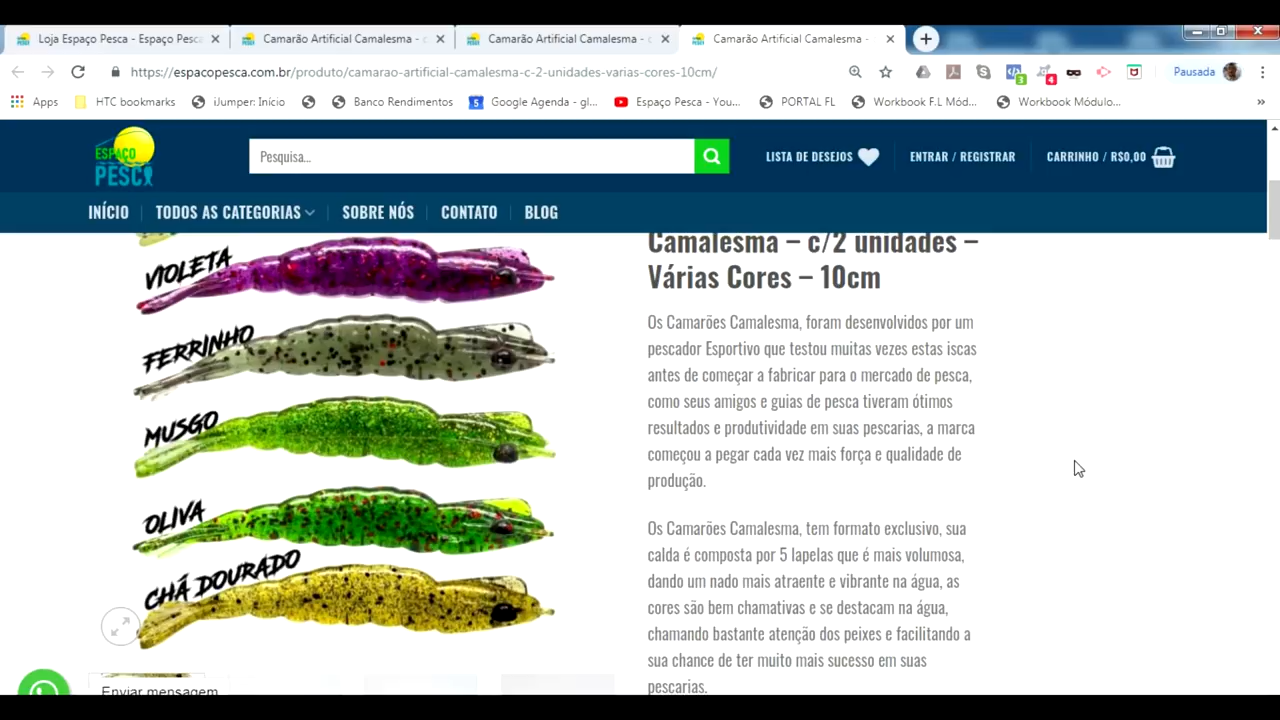 Loja Espaço Pesca - Espaço Pesca
Camarão Artificial Camalesma - c
Camarão Artificial Camalesma - c
Camarão Artificial Camalesma -
https://espacopesca.com.br/produto/camarao-artificial-camalesma-c-2-unidades-varias-cores-10cm/
3
4
Pausada
Apps
HTC bookmarks
iJumper: Início
Banco Rendimentos
5
Google Agenda - gl...
Espaço Pesca - You...
PORTAL FL
Workbook F.L Mód...
Workbook Módulo...
»
ESPAÇO
PESCA
Pesquisa...
LISTA DE DESEJOS
ENTRAR / REGISTRAR
CARRINHO / R$0,00
INÍCIO
TODOS AS CATEGORIAS
SOBRE NÓS
CONTATO
BLOG
VIOLETA
FERRINHO
MUSGO
OLIVA
CHÁ DOURADO
Enviar mensagem
Camalesma – c/2 unidades –
Várias Cores – 10cm
Os Camarões Camalesma, foram desenvolvidos por um
pescador Esportivo que testou muitas vezes estas iscas
antes de começar a fabricar para o mercado de pesca,
como seus amigos e guias de pesca tiveram ótimos
resultados e produtividade em suas pescarias, a marca
começou a pegar cada vez mais força e qualidade de
produção.
Os Camarões Camalesma, tem formato exclusivo, sua
calda é composta por 5 lapelas que é mais volumosa,
dando um nado mais atraente e vibrante na água, as
cores são bem chamativas e se destacam na água,
chamando bastante atenção dos peixes e facilitando a
sua chance de ter muito mais sucesso em suas
pescarias.